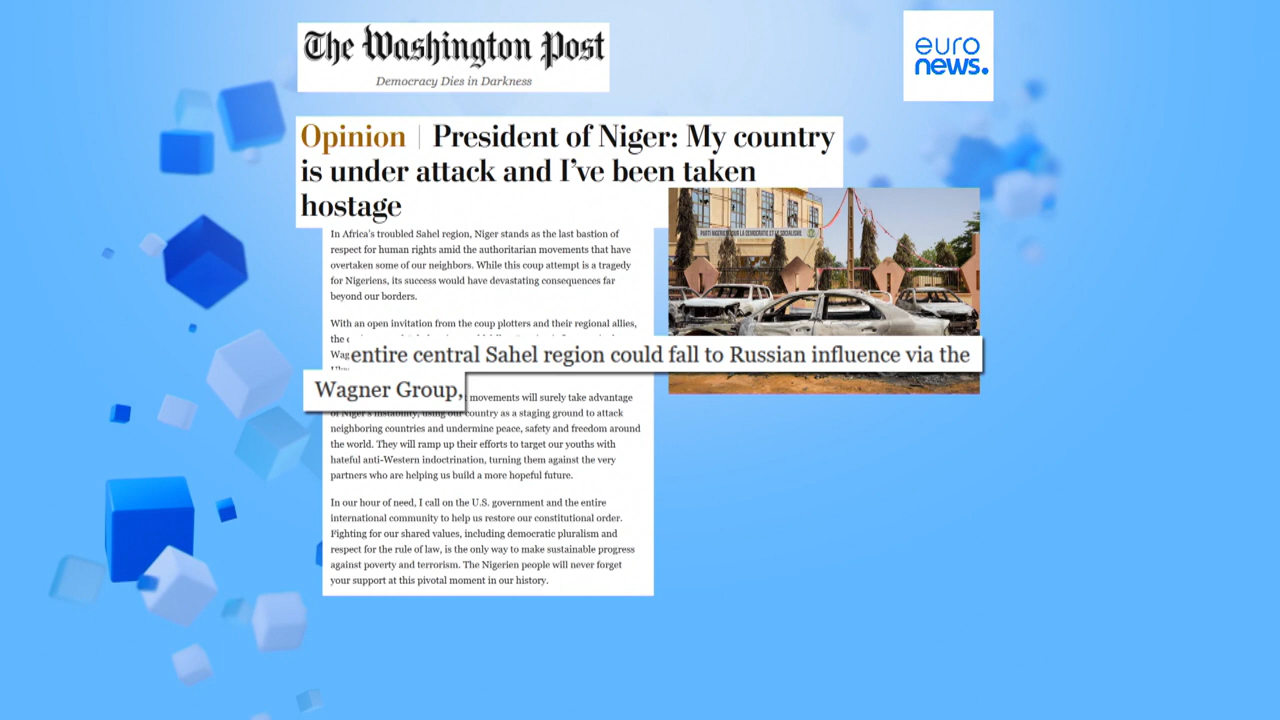 The Washington Post
Democracy Dies in Darkness
euro
news.
Opinion | President of Niger: My country
is under attack and I've been taken
hostage
In Africa's troubled Sahel region, Niger stands as the last bastion of
respect for human rights amid the authoritarian movements that have
overtaken some of our neighbors. While this coup attempt is a tragedy
for Nigeriens, its success would have devastating consequences far
beyond our borders.
With an open invitation from the coup plotters and their regional allies,
the
entire central Sahel region could fall to Russian influence via the
Wagner Group,
movements will surely take advantage
of Niger's instability, using our country as a staging ground to attack
neighboring countries and undermine peace, safety and freedom around
the world. They will ramp up their efforts to target our youths with
hateful anti-Western indoctrination, turning them against the very
partners who are helping us build a more hopeful future.
In our hour of need, I call on the U.S. government and the entire
international community to help us restore our constitutional order.
Fighting for our shared values, including democratic pluralism and
respect for the rule of law, is the only way to make sustainable progress
against poverty and terrorism. The Nigerien people will never forget
your support at this pivotal moment in our history.